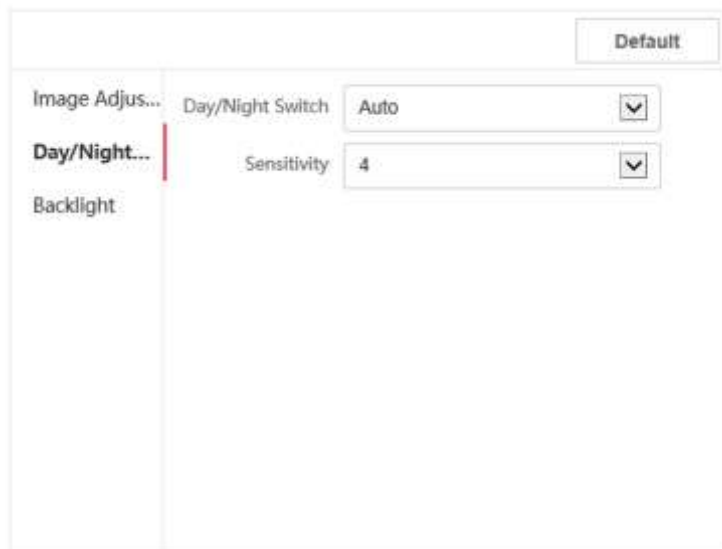 Default
Image Adjus...
Day/Night Switch Auto
Day/Night...
Sensitivity 4
Backlight